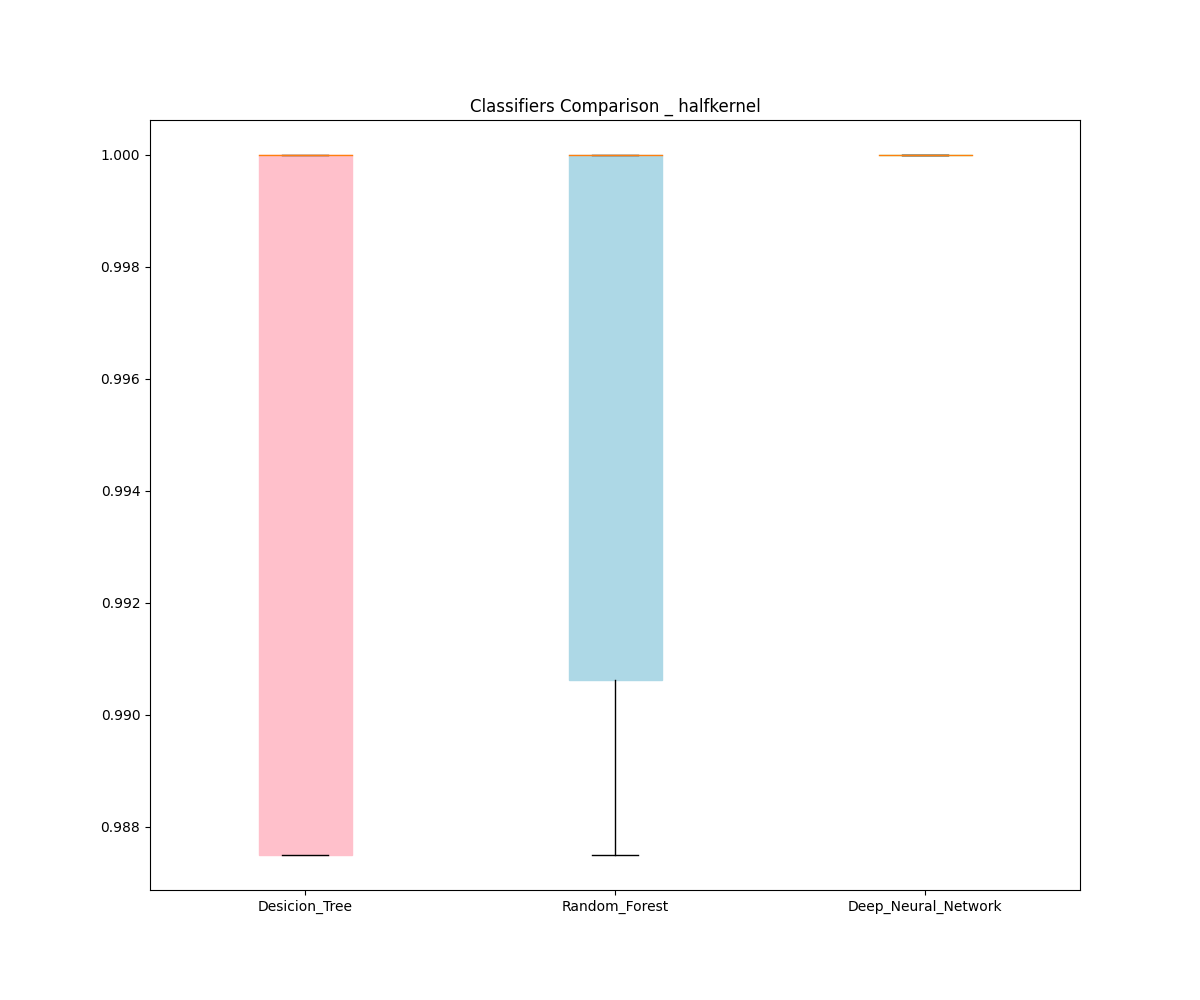 Classifiers Comparison _ halfkernel
1.000
0.998
0.996
0.994
0.992
0.990
0.988
Desicion_Tree
Random_Forest
Deep_Neural_Network